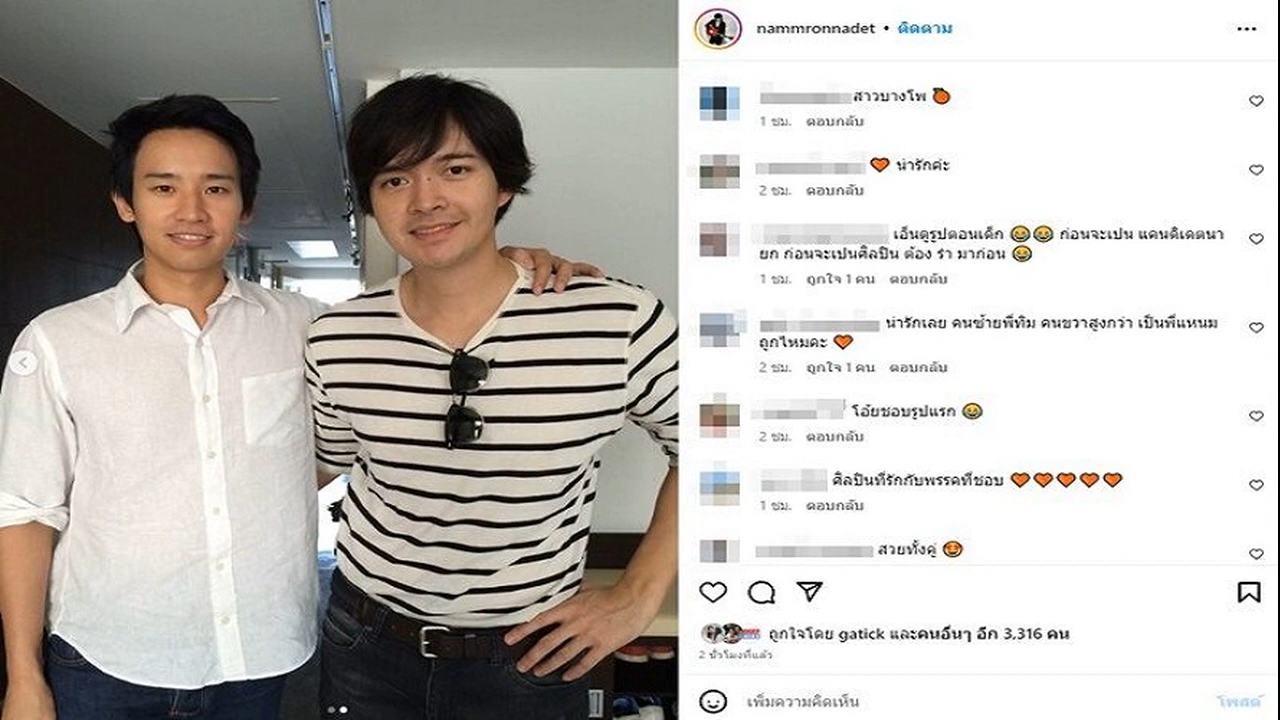 nammronnadet • ติดตาม
สาวบางโพ
1 ชม. ตอบกลับ
น่ารักค่ะ
2 ชม. ตอบกลับ
เอ็นดูรูปตอนเด็ก ก่อนจะเปน แคนดิเดตนา
ยก ก่อนจะเปนศิลปิน ต้อง รำ มาก่อน
1 ชม. ถูกใจ 1 คน ตอบกลับ
น่ารักเลย คนซ้ายพี่ทิม คนขวาสูงกว่า เป็นพี่แหนม
ถูกไหมคะ
2 ชม. ถูกใจ 1 คน ตอบกลับ
โอ้ยชอบรูปแรก
2 ชม. ตอบกลับ
ศิลปินที่รักกับพรรคที่ชอบ
1 ชม. ตอบกลับ
สวยทั้งคู่
ถูกใจโดย gatick และคนอื่นๆ อีก 3,316 คน
2 ชั่วโมงที่แล้ว
เพิ่มความคิดเห็น
โพสต์